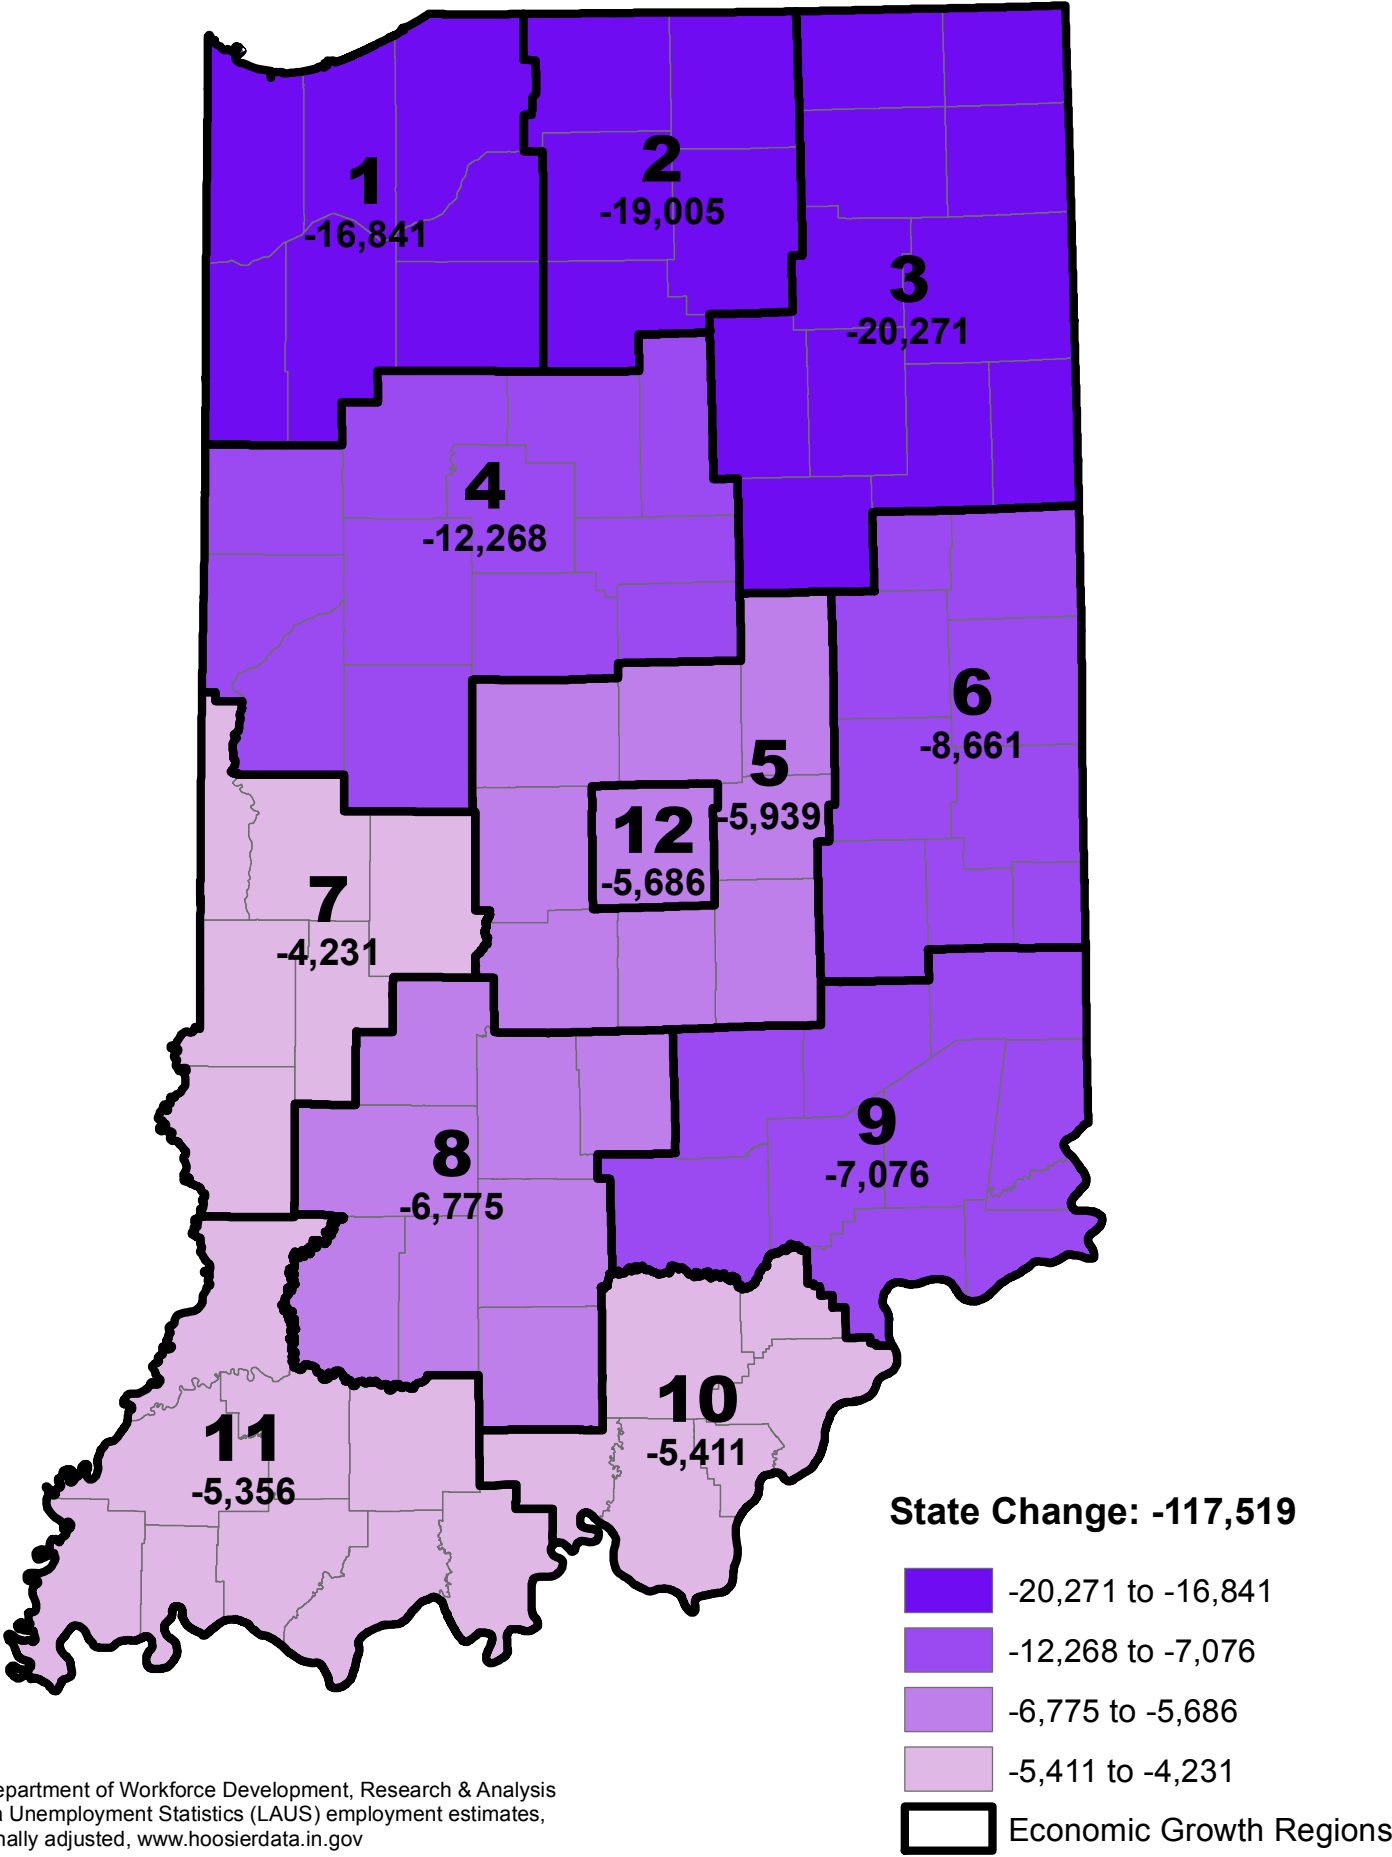 1
-16,841
2
-19,005
3
-20,271
4
-12,268
6
-8,661
5
-5,939
12
-5,686
7
-4,231
9
-7,076
8
-6,775
10
-5,411
11
-5,356
State Change: -117,519
-20,271 to -16,841
-12,268 to -7,076
-6,775 to -5,686
-5,411 to -4,231
Economic Growth Regions
epartment of Workforce Development, Research & Analysis
Unemployment Statistics (LAUS) employment estimates,
nally adjusted, www.hoosierdata.in.gov